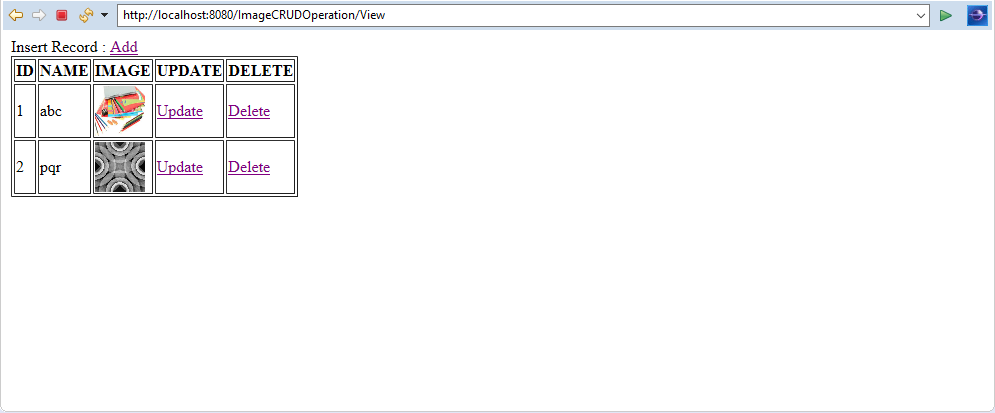 http://localhost:8080/ImageCRUDOperation/View
Insert Record : Add
ID NAME IMAGE UPDATE DELETE
1 abc Update Delete
2 pqr Update Delete